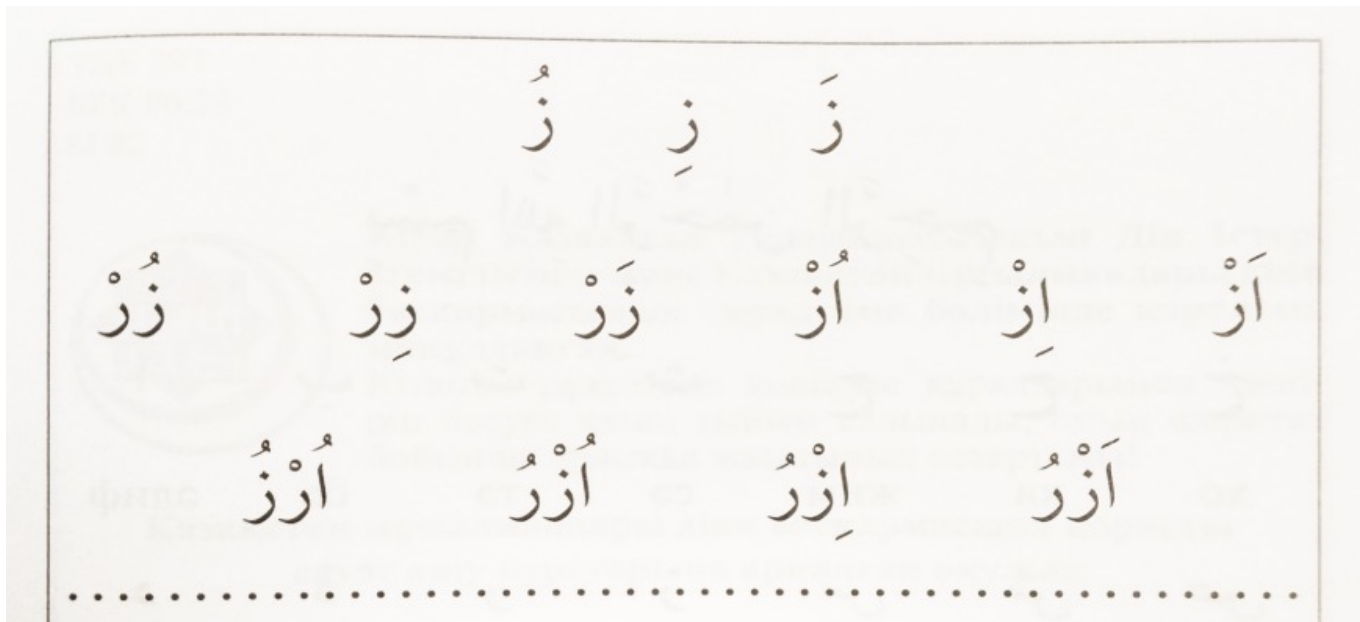 زَ زِ زُ
اَزْ اِزْ اُزْ زَرْ زِرْ زُرْ
اَزْرُ اِزْرُ اُزْرُ اُرْزُ